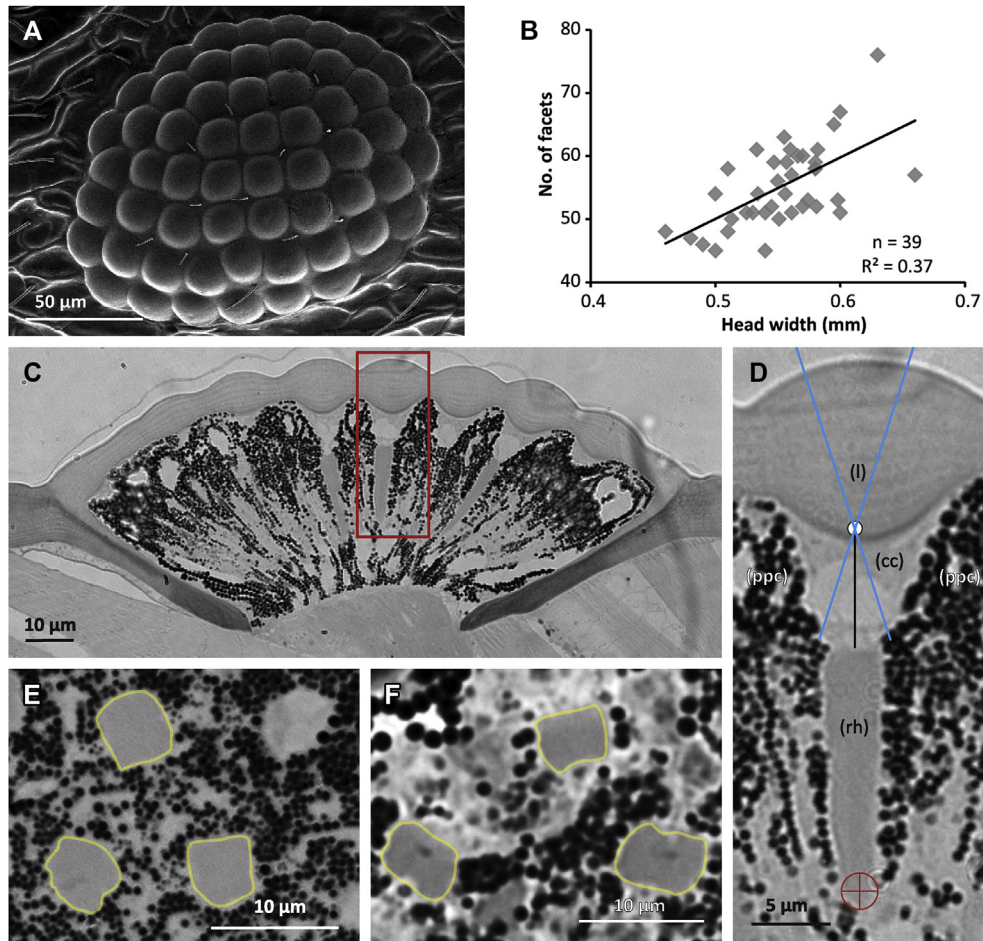 A
50 µm
B
80
70
60
50
40
No. of facets
n = 39
R² = 0.37
0.4 0.5 0.6 0.7
Head width (mm)
C
10 µm
D
(l)
(cc)
(ppc) (ppc)
(rh)
5 µm
E
10 µm
F
10 µm